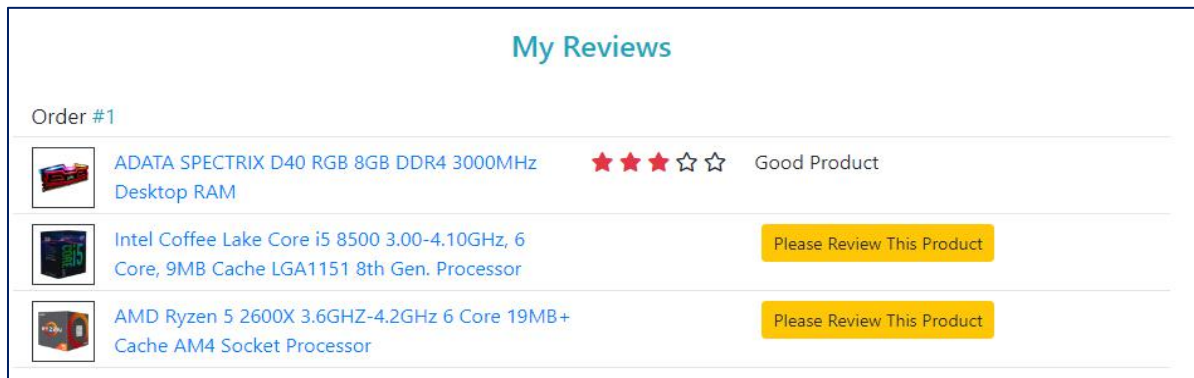 My Reviews
Order #1
ADATA SPECTRIX D40 RGB 8GB DDR4 3000MHz
Desktop RAM
Good Product
Intel Coffee Lake Core i5 8500 3.00-4.10GHz, 6
Core, 9MB Cache LGA1151 8th Gen. Processor
Please Review This Product
AMD Ryzen 5 2600X 3.6GHZ-4.2GHz 6 Core 19MB+
Cache AM4 Socket Processor
Please Review This Product